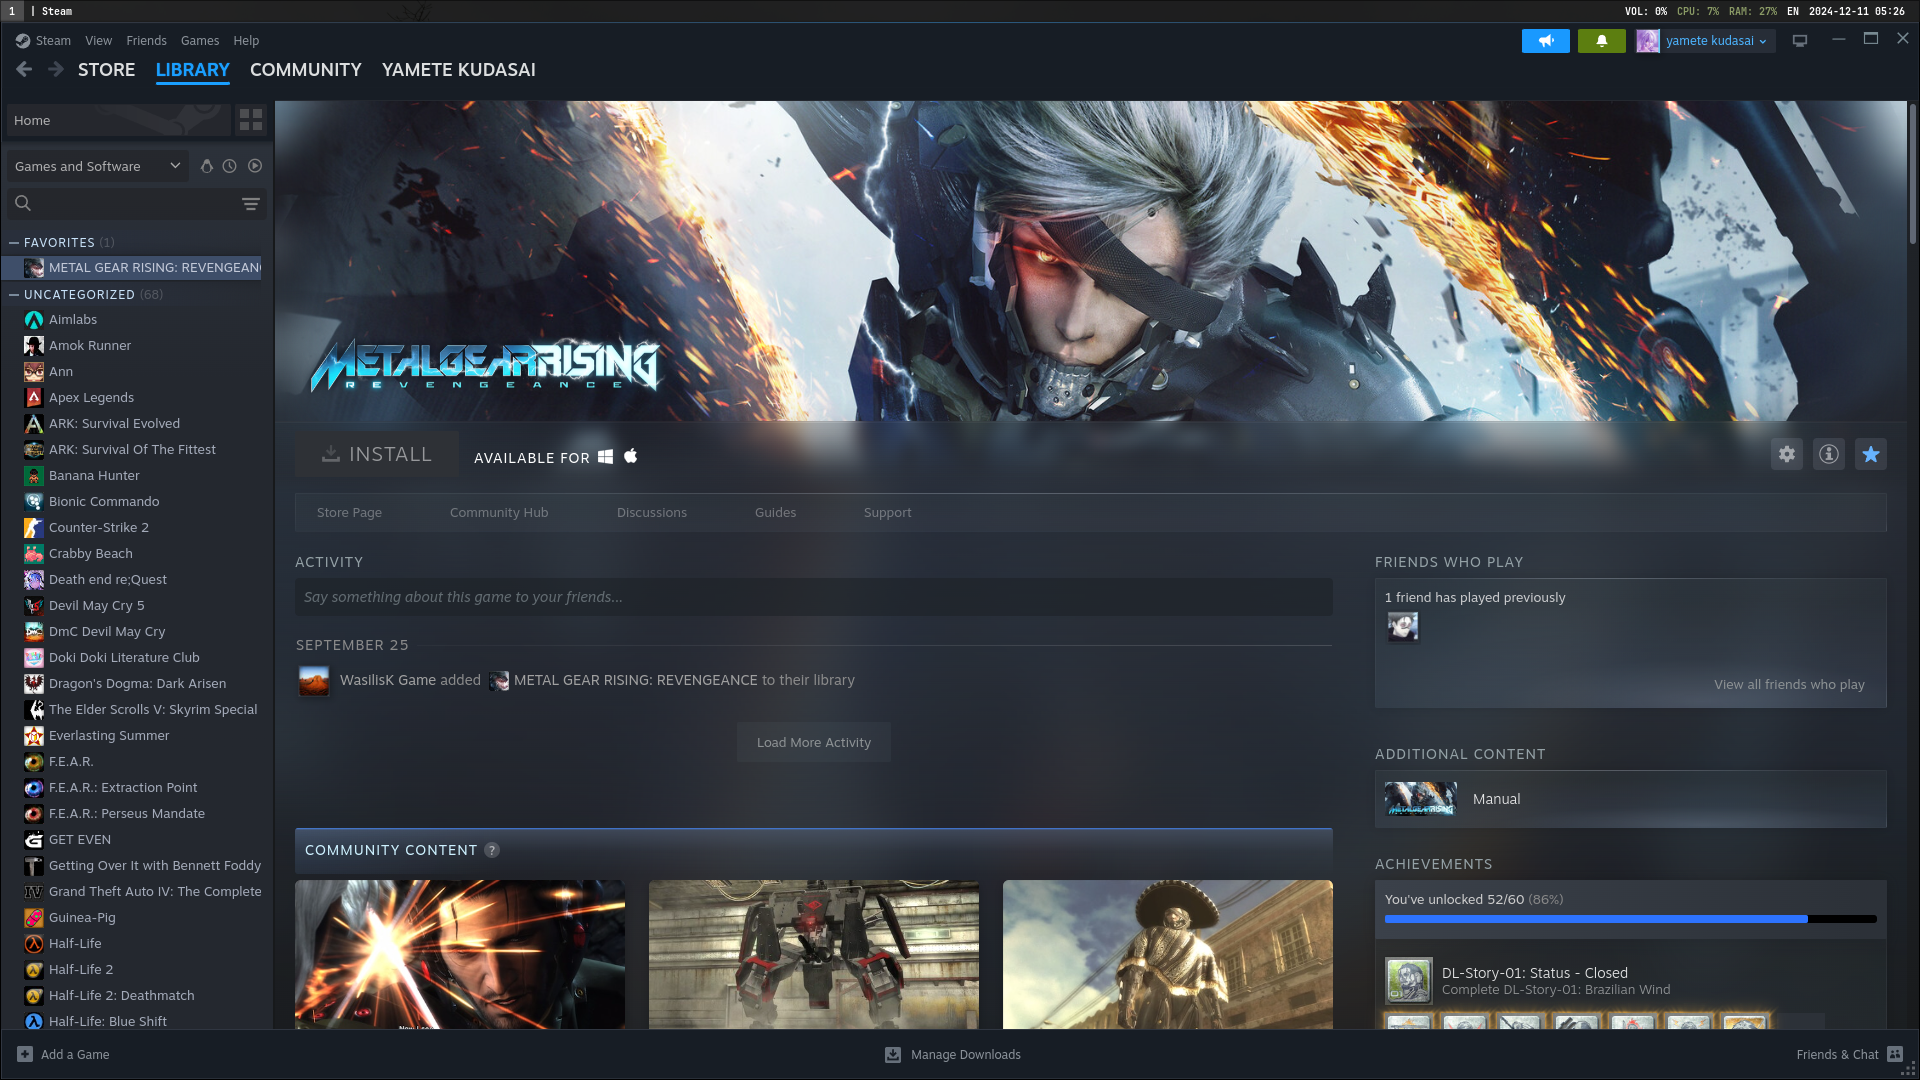 1 | Steam
VOL: 0% CPU: 7% RAM: 27% EN 2024-12-11 05:26
Steam View Friends Games Help
yamete kudasai
STORE LIBRARY COMMUNITY YAMETE KUDASAI
Home
Games and Software
FAVORITES (1)
METAL GEAR RISING: REVENGEAN
UNCATEGORIZED (68)
Aimlabs
Amok Runner
Ann
Apex Legends
ARK: Survival Evolved
ARK: Survival Of The Fittest
Banana Hunter
Bionic Commando
Counter-Strike 2
Crabby Beach
Death end re;Quest
Devil May Cry 5
DmC Devil May Cry
Doki Doki Literature Club
Dragon's Dogma: Dark Arisen
The Elder Scrolls V: Skyrim Special
Everlasting Summer
F.E.A.R.
F.E.A.R.: Extraction Point
F.E.A.R.: Perseus Mandate
GET EVEN
Getting Over It with Bennett Foddy
Grand Theft Auto IV: The Complete
Guinea-Pig
Half-Life
Half-Life 2
Half-Life 2: Deathmatch
Half-Life: Blue Shift
METAL GEAR RISING
REVENGEANCE
INSTALL
AVAILABLE FOR
Store Page Community Hub Discussions Guides Support
ACTIVITY
Say something about this game to your friends...
SEPTEMBER 25
WasilisK Game added METAL GEAR RISING: REVENGEANCE to their library
Load More Activity
COMMUNITY CONTENT ?
FRIENDS WHO PLAY
1 friend has played previously
View all friends who play
ADDITIONAL CONTENT
Manual
ACHIEVEMENTS
You've unlocked 52/60 (86%)
DL-Story-01: Status - Closed
Complete DL-Story-01: Brazilian Wind
Add a Game
Manage Downloads
Friends & Chat